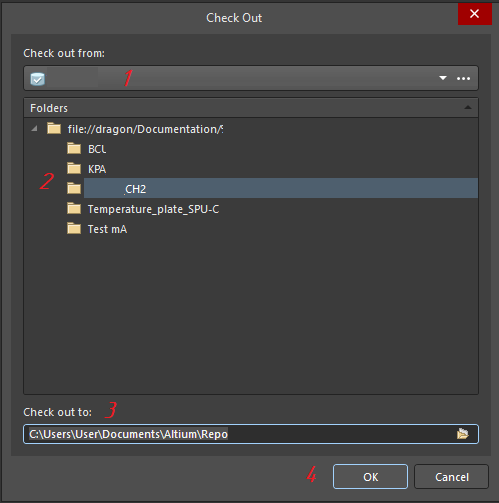 Check Out
Check out from:
1
Folders
file://dragon/Documentation/S
BCU
KPA
2 _CH2
Temperature_plate_SPU-C
Test mA
Check out to: 3
C:\Users\User\Documents\Altium\Repo
4 OK Cancel